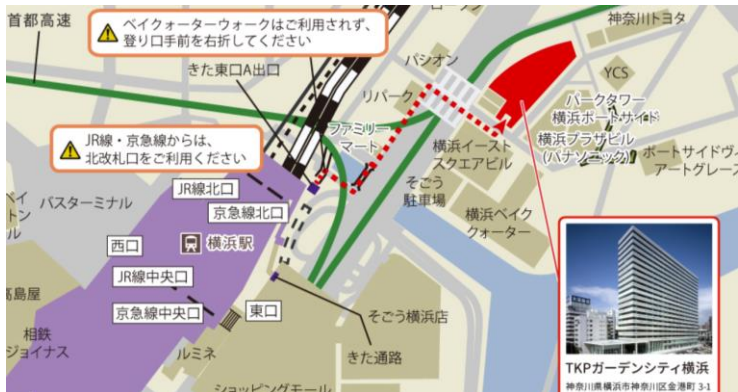 首都高速
ベイクォーターウォークはご利用されず、
登り口手前を右折してください
神奈川トヨタ
きた東口A出口
パシオン
リパーク
YCS
パークタワー
横浜ポートサイド
JR線・京急線からは、
北改札口をご利用ください
ファミリー
マート
横浜イースト
スクエアビル
横浜プラザビル
(パナソニック)
ポートサイドヴィ
アートグレース
そごう
駐車場
横浜ベイ
クォーター
JR線北口
京急線北口
バスターミナル
西口
横浜駅
JR線中央口
京急線中央口
東口
そごう横浜店
きた通路
相鉄
ジョイナス
ルミネ
ショッピングモール
TKPガーデンシティ横浜
神奈川県横浜市神奈川区金港町 3-1